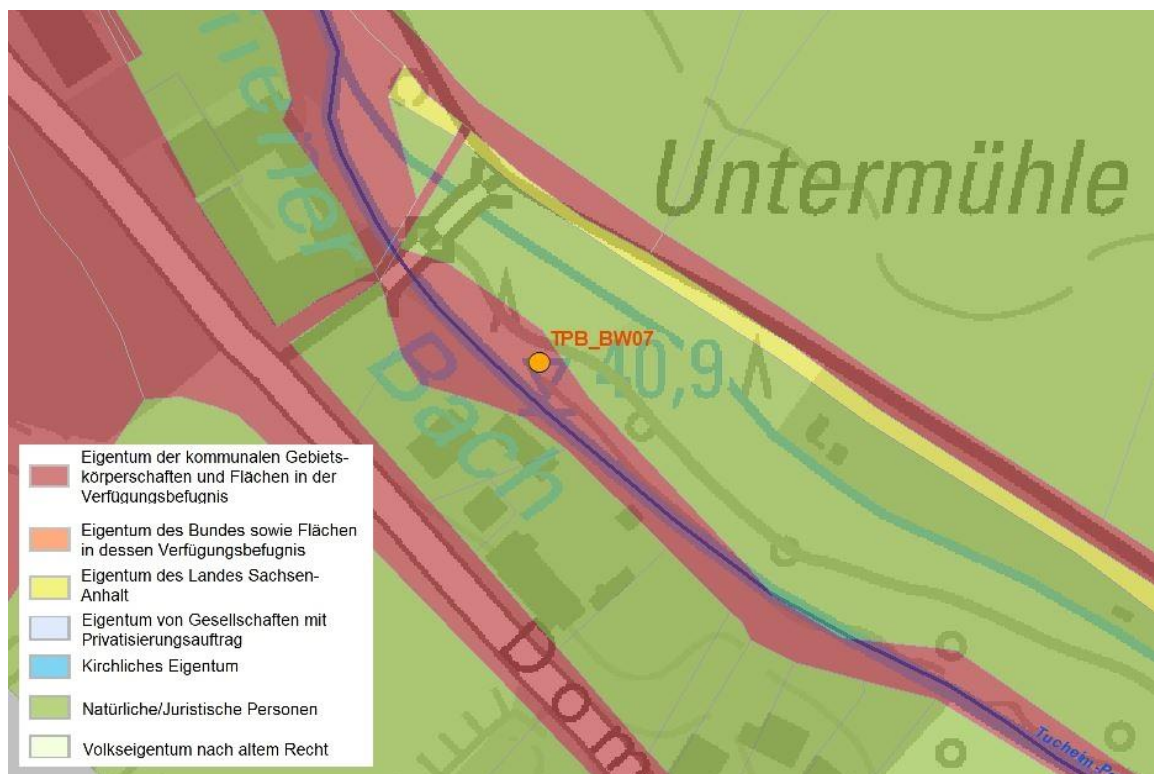 Untermühle
TPB_BW07
40,9
Bach
Dom
Tucheim-P
Eigentum der kommunalen Gebiets-
körperschaften und Flächen in der
Verfügungsbefugnis
Eigentum des Bundes sowie Flächen
in dessen Verfügungsbefugnis
Eigentum des Landes Sachsen-
Anhalt
Eigentum von Gesellschaften mit
Privatisierungsauftrag
Kirchliches Eigentum
Natürliche/Juristische Personen
Volkseigentum nach altem Recht